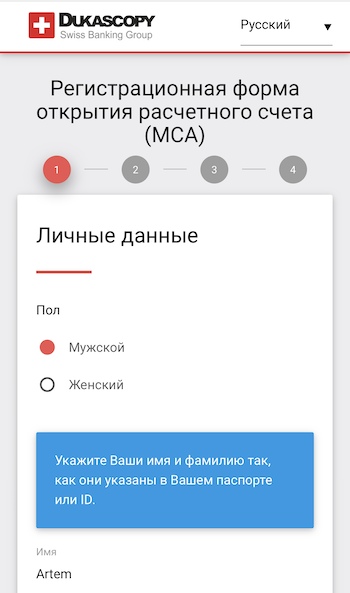 DUKASCOPY
Swiss Banking Group
Русский
Регистрационная форма
открытия расчетного счета
(MCA)
1
2
3
4
Личные данные
Пол
Мужской
Женский
Укажите Ваши имя и фамилию так,
как они указаны в Вашем паспорте
или ID.
Имя
Artem